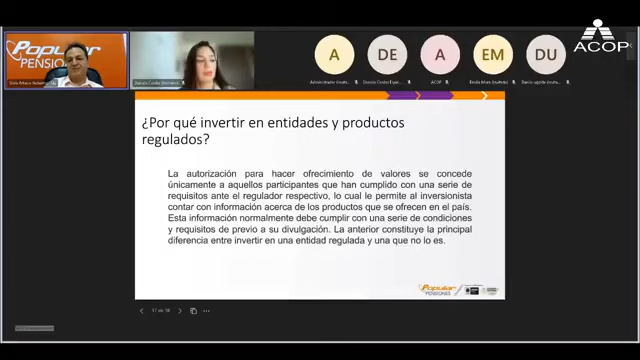 Popular
PENSIONES
A
DE
A
EM
DU
ACOP
ACOP
¿Por qué invertir en entidades y productos
regulados?
La autorización para hacer ofrecimiento de valores se concede
únicamente a aquellos participantes que han cumplido con una serie de
requisitos ante el regulador respectivo, lo cual le permite al inversionista
contar con información acerca de los productos que se ofrecen en el país.
Esta información normalmente debe cumplir con una serie de condiciones
y requisitos de previo a su divulgación. La anterior constituye la principal
diferencia entre invertir en una entidad regulada y una que no lo es.
Popular
PENSIONES
17 de 18